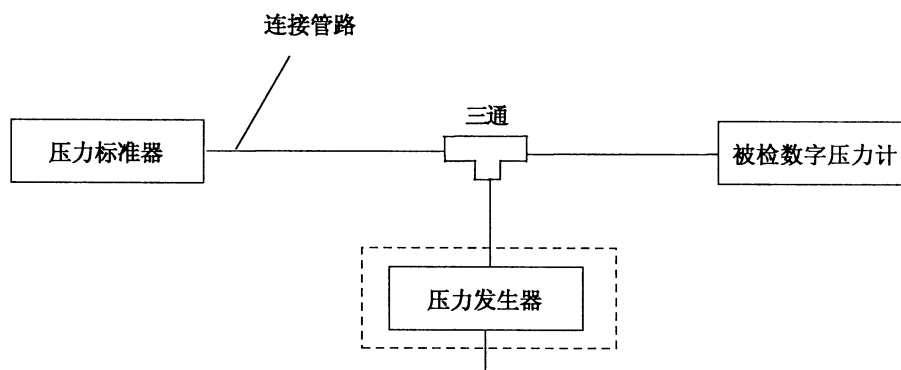 连接管路
三通
压力标准器
被检数字压力计
压力发生器